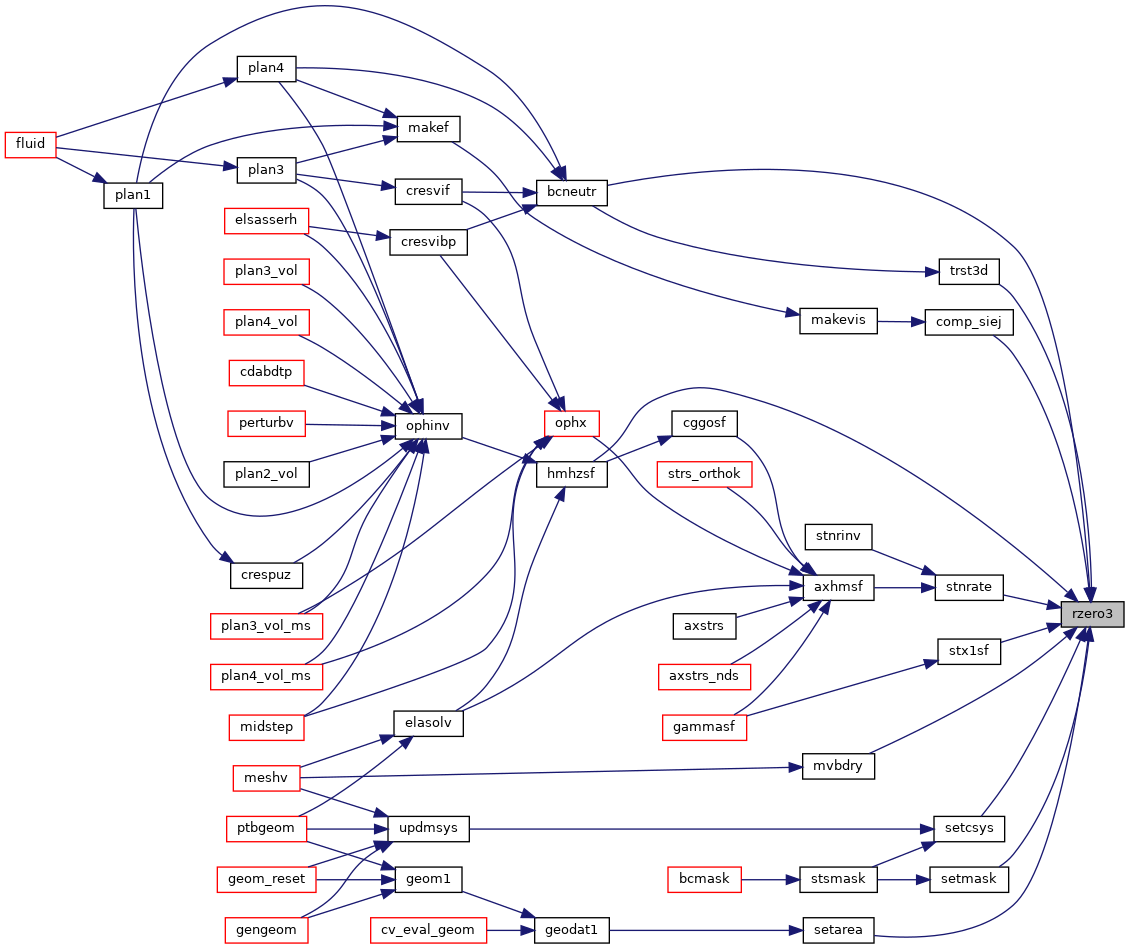 plan4
makef
fluid
plan3
plan1
cresvif
bcneutr
elsasserh
cresvibp
plan3_vol
trst3d
plan4_vol
makevis
comp_siej
cdabdtp
perturbv
ophinv
ophx
cggosf
plan2_vol
hmhzsf
strs_orthok
stnrinv
crespuz
axhmsf
stnrate
rzero3
plan3_vol_ms
axstrs
stx1sf
plan4_vol_ms
axstrs_nds
midstep
elasolv
gammasf
meshv
mvbdry
ptbgeom
updmsys
setcsys
geom_reset
geom1
bcmask
stsmask
setmask
gengeom
cv_eval_geom
geodat1
setarea